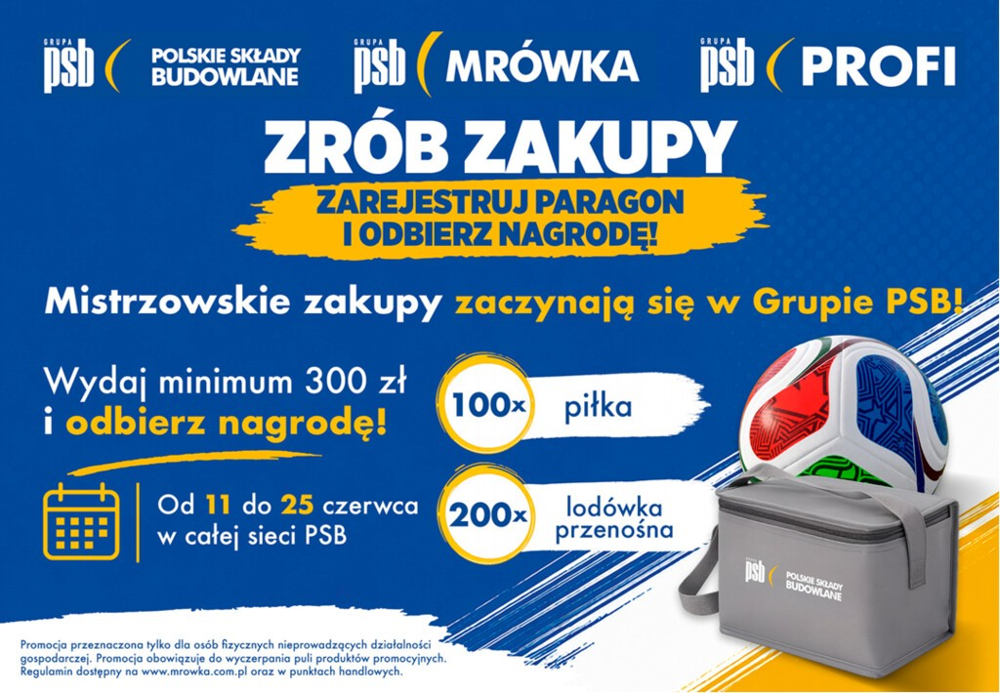 GRUPA psb POLSKIE SKŁADY BUDOWLANE
GRUPA psb MRÓWKA
GRUPA psb PROFI
ZRÓB ZAKUPY
ZAREJESTRUJ PARAGON
I ODBIERZ NAGRODĘ!
Mistrzowskie zakupy zaczynają się w Grupie PSB!
Wydaj minimum 300 zł
i odbierz nagrodę!
100x piłka
Od 11 do 25 czerwca
w całej sieci PSB
200x lodówka
przenośna
GRUPA psb POLSKIE SKŁADY
BUDOWLANE
Promocja przeznaczona tylko dla osób fizycznych nieprowadzących działalności
gospodarczej. Promocja obowiązuje do wyczerpania puli produktów promocyjnych.
Regulamin dostępny na www.mrowka.com.pl oraz w punktach handlowych.